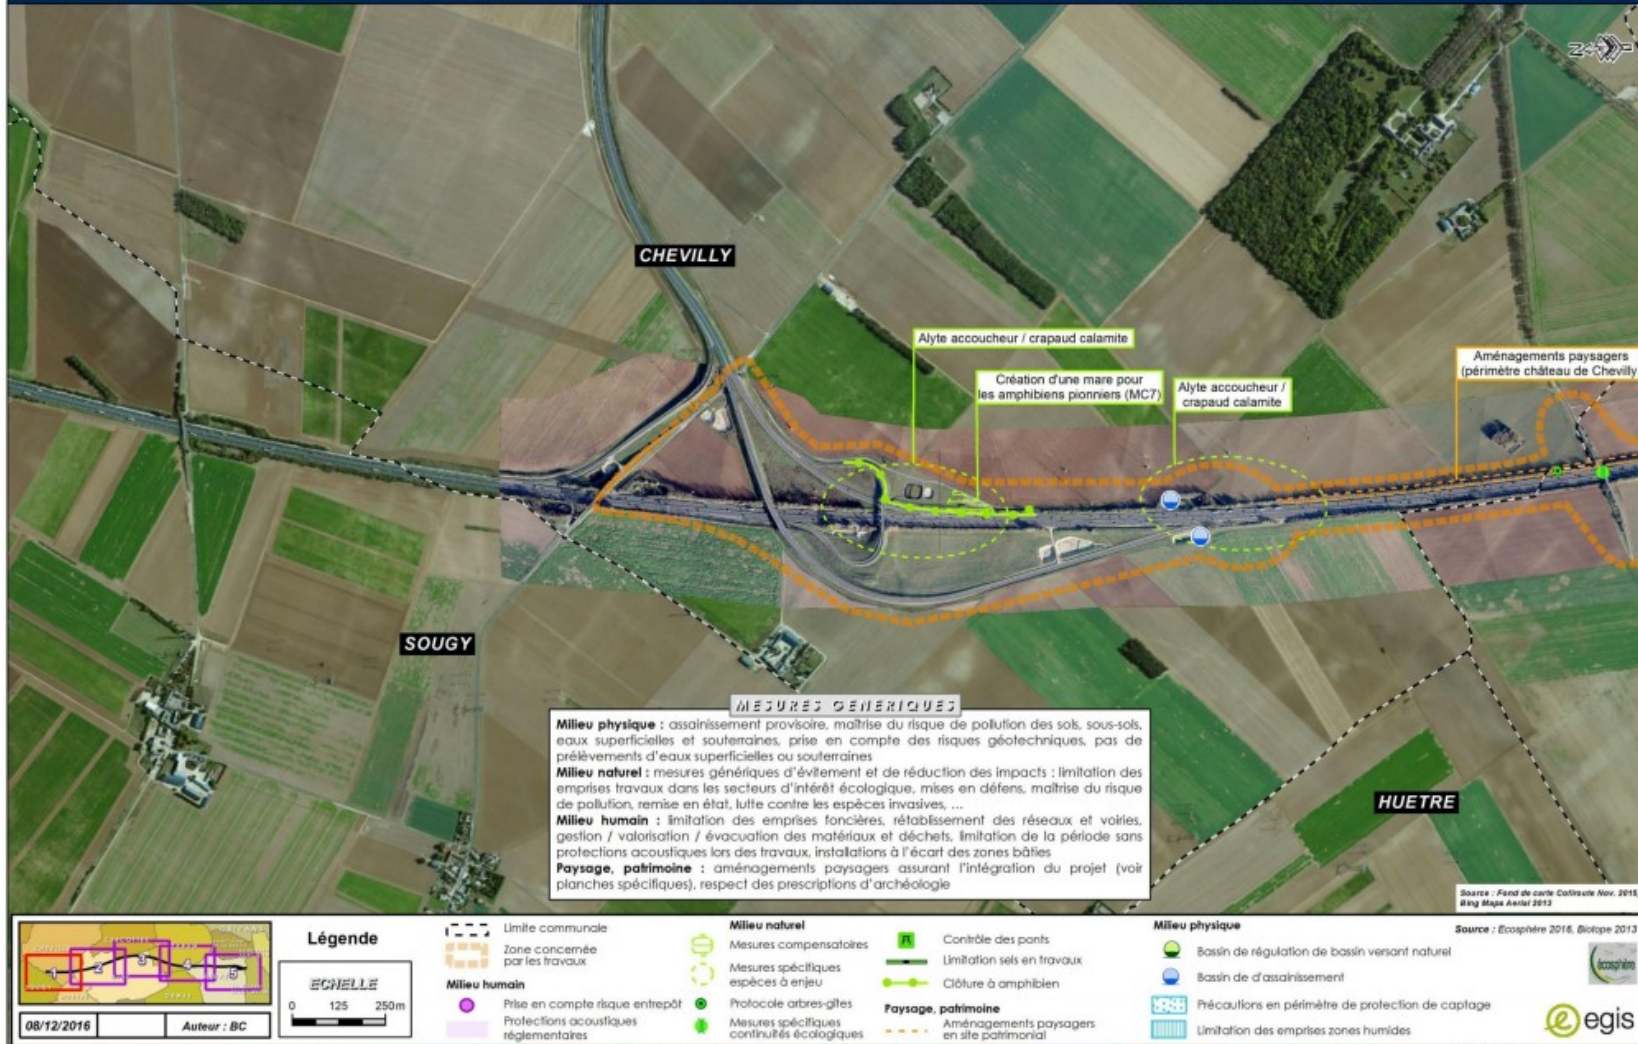 N
CHEVILLY
Alyte accoucheur / crapaud calamite
Création d'une mare pour
les amphibiens pionniers (MC7)
Alyte accoucheur /
crapaud calamite
Aménagements paysagers
(périmètre château de Chevilly
SOUGY
HUETRE
MESURES GENERIQUES
Milieu physique : assainissement provisoire, maîtrise du risque de pollution des sols, sous-sols,
eaux superficielles et souterraines, prise en compte des risques géotechniques, pas de
prélèvements d'eaux superficielles ou souterraines
Milieu naturel : mesures génériques d'évitement et de réduction des impacts : limitation des
emprises travaux dans les secteurs d'intérêt écologique, mises en défens, maîtrise du risque
de pollution, remise en état, lutte contre les espèces invasives, ...
Milieu humain : limitation des emprises foncières, rétablissement des réseaux et voiries,
gestion / valorisation / évacuation des matériaux et déchets, limitation de la période sans
protections acoustiques lors des travaux, installations à l'écart des zones bâties
Paysage, patrimoine : aménagements paysagers assurant l'intégration du projet (voir
planches spécifiques), respect des prescriptions d'archéologie
Source : Fond de carte Cofiroute Nov. 2015,
Bing Maps Aerial 2013
1
2
3
4
5
08/12/2016
Auteur : BC
Légende
ECHELLE
0 125 250m
Limite communale
Zone concernée
par les travaux
Milieu humain
Prise en compte risque entrepôt
Protections acoustiques
réglementaires
Milieu naturel
Mesures compensatoires
Mesures spécifiques
espèces à enjeu
Protocole arbres-gîtes
Mesures spécifiques
continuités écologiques
Contrôle des ponts
Limitation sels en travaux
Clôture à amphibien
Paysage, patrimoine
Aménagements paysagers
en site patrimonial
Milieu physique
Bassin de régulation de bassin versant naturel
Bassin de d'assainissement
Précautions en périmètre de protection de captage
Limitation des emprises zones humides
Source : Ecosphère 2016, Biotope 2013
écosphère
egis